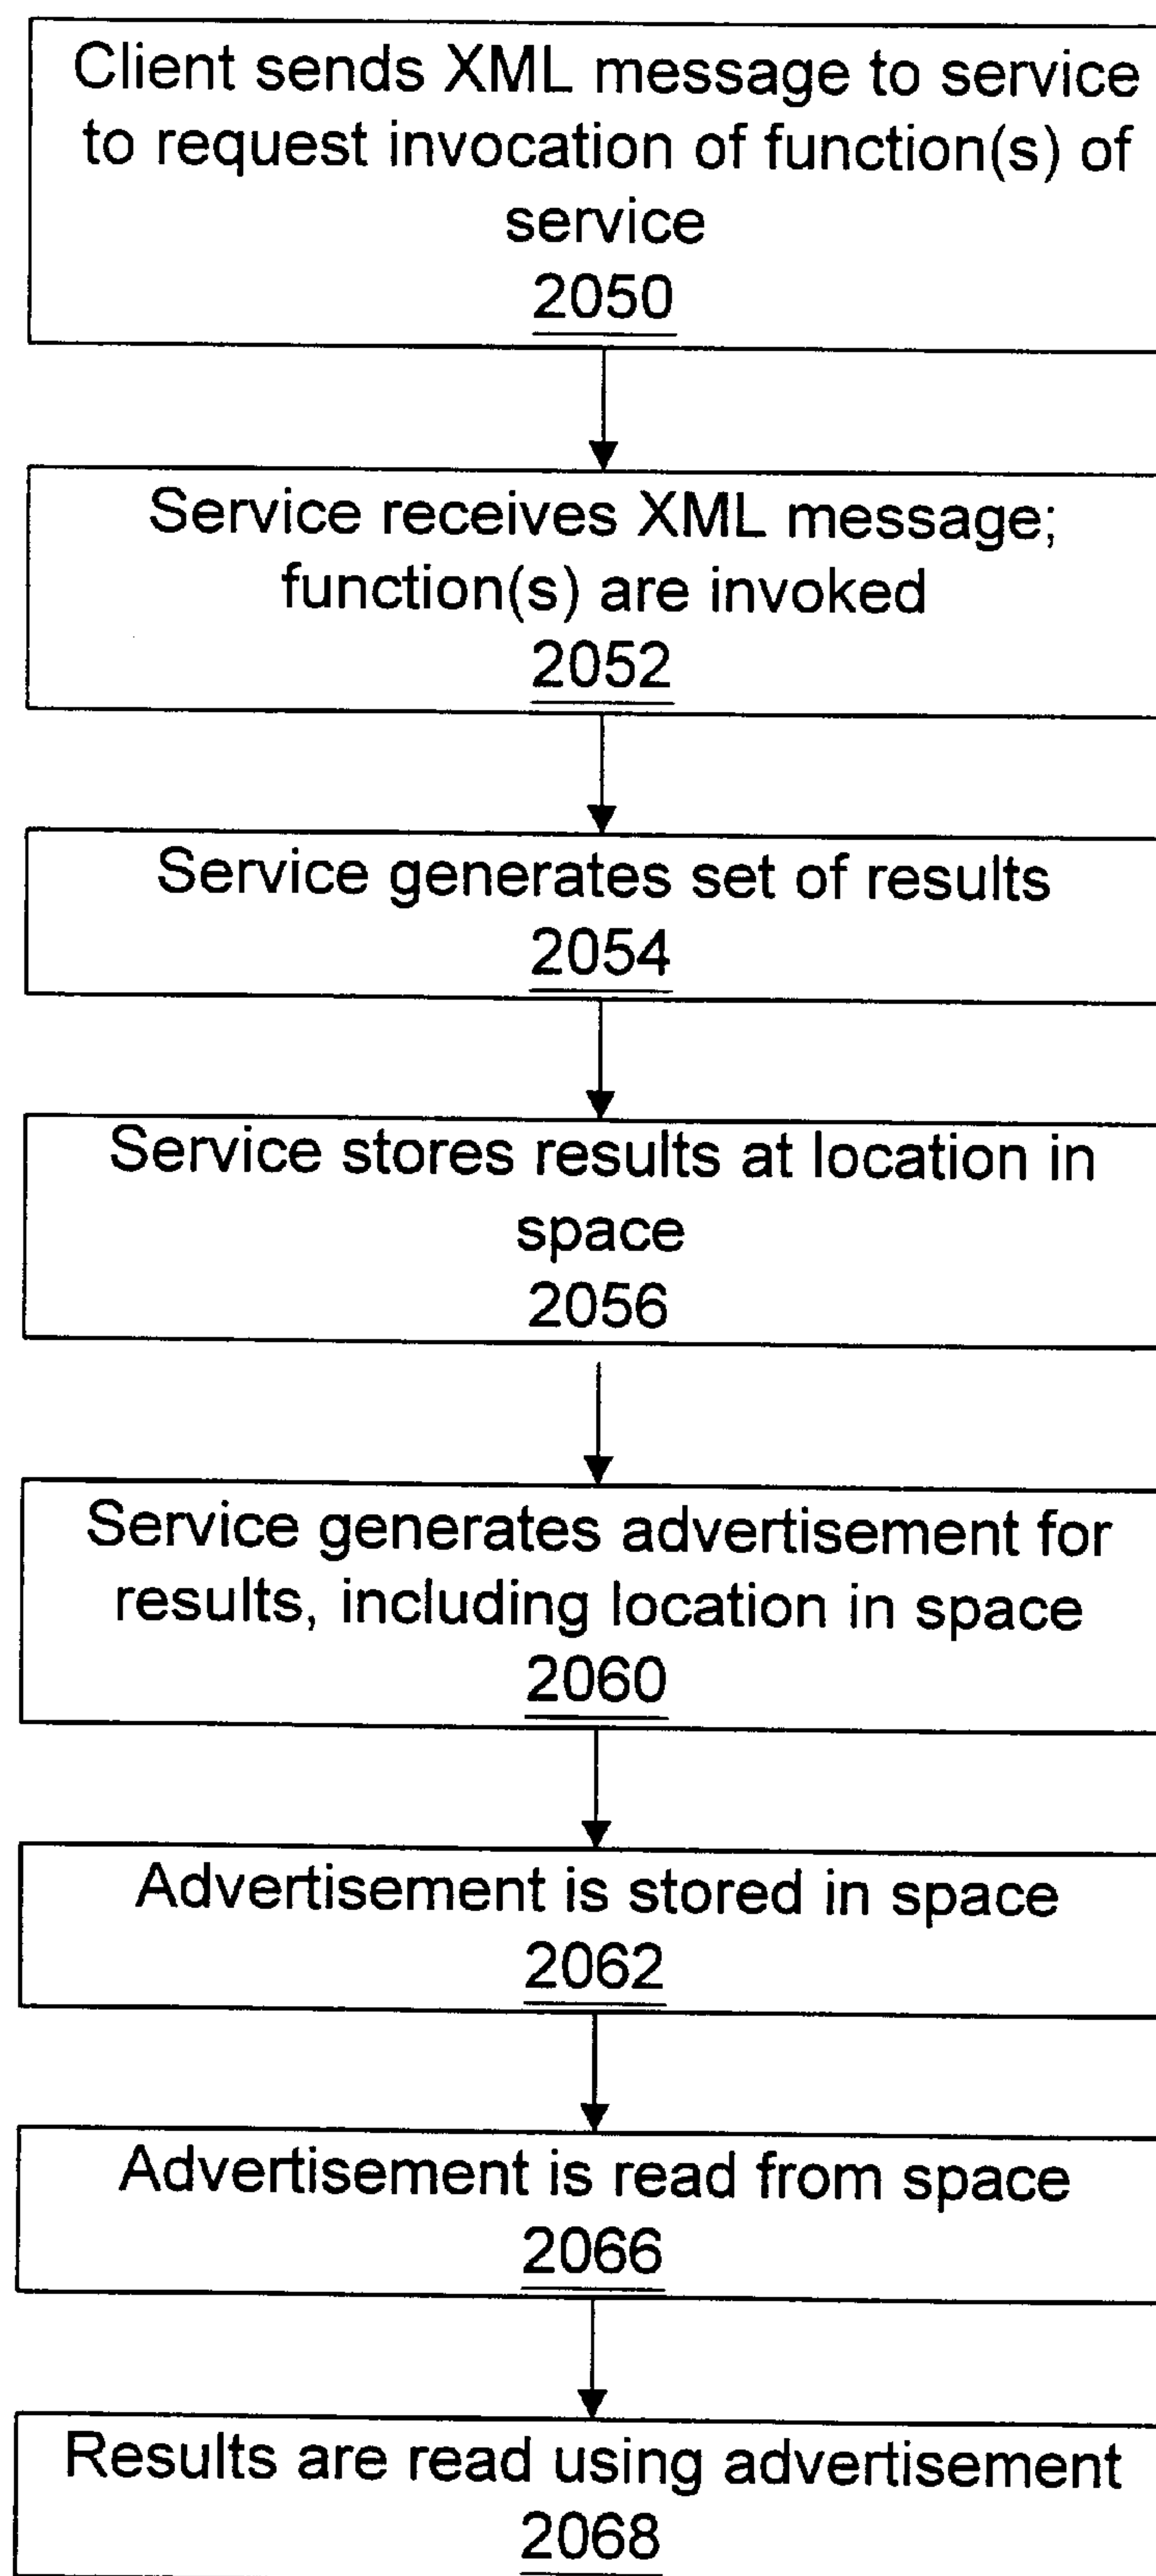 Client sends XML message to service
to request invocation of function(s) of
service
2050
Service receives XML message;
function(s) are invoked
2052
Service generates set of results
2054
Service stores results at location in
space
2056
Service generates advertisement for
results, including location in space
2060
Advertisement is stored in space
2062
Advertisement is read from space
2066
Results are read using advertisement
2068